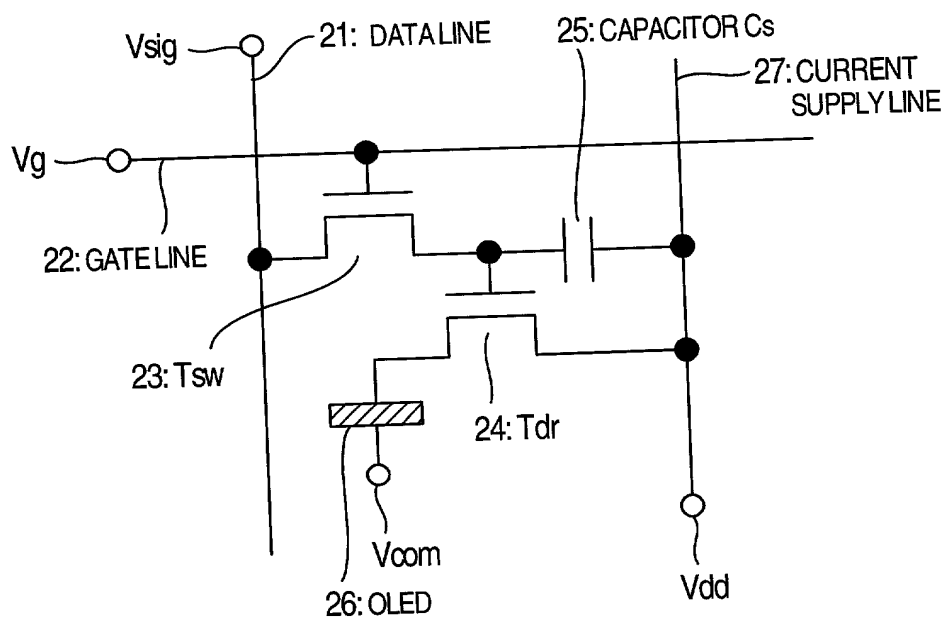 Vsig
21: DATA LINE
25: CAPACITOR Cs
27: CURRENT
SUPPLY LINE
Vg
22: GATE LINE
23: Tsw
24: Tdr
Vcom
Vdd
26: OLED